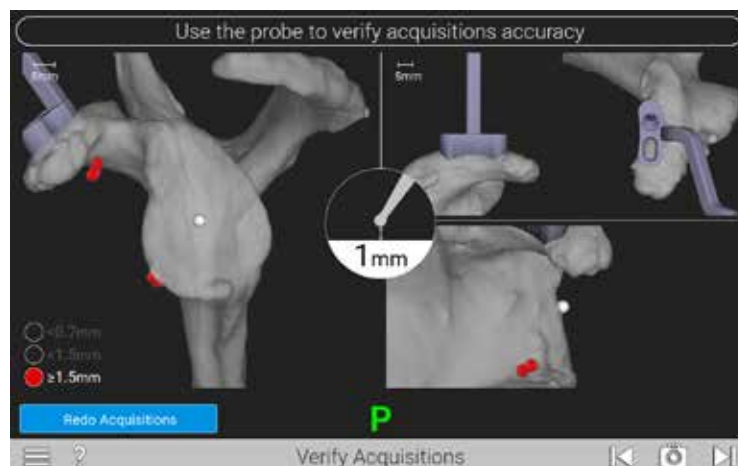 Use the probe to verify acquisitions accuracy
5mm
5mm
1mm
<0.7mm
<1.5mm
≥1.5mm
Redo Acquisitions
P
? Verify Acquisitions